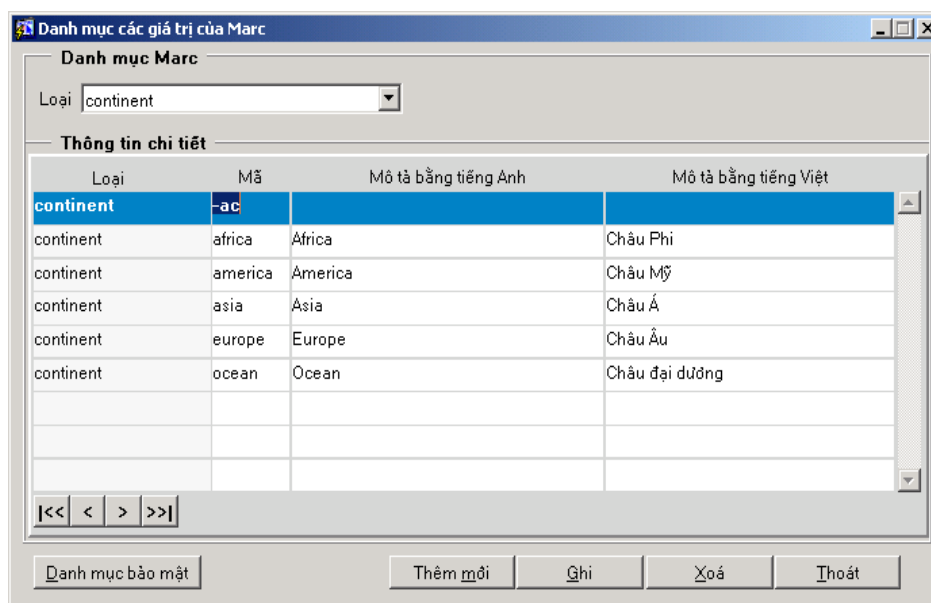 Danh mục các giá trị của Marc
Danh mục Marc
Loại continent
Thông tin chi tiết
Loại Mã Mô tả bằng tiếng Anh Mô tả bằng tiếng Việt
continent -ac
continent africa Africa Châu Phi
continent america America Châu Mỹ
continent asia Asia Châu Á
continent europe Europe Châu Âu
continent ocean Ocean Châu đại dương
|<< < > >>|
Danh mục bảo mật Thêm mới Ghi Xoá Thoát